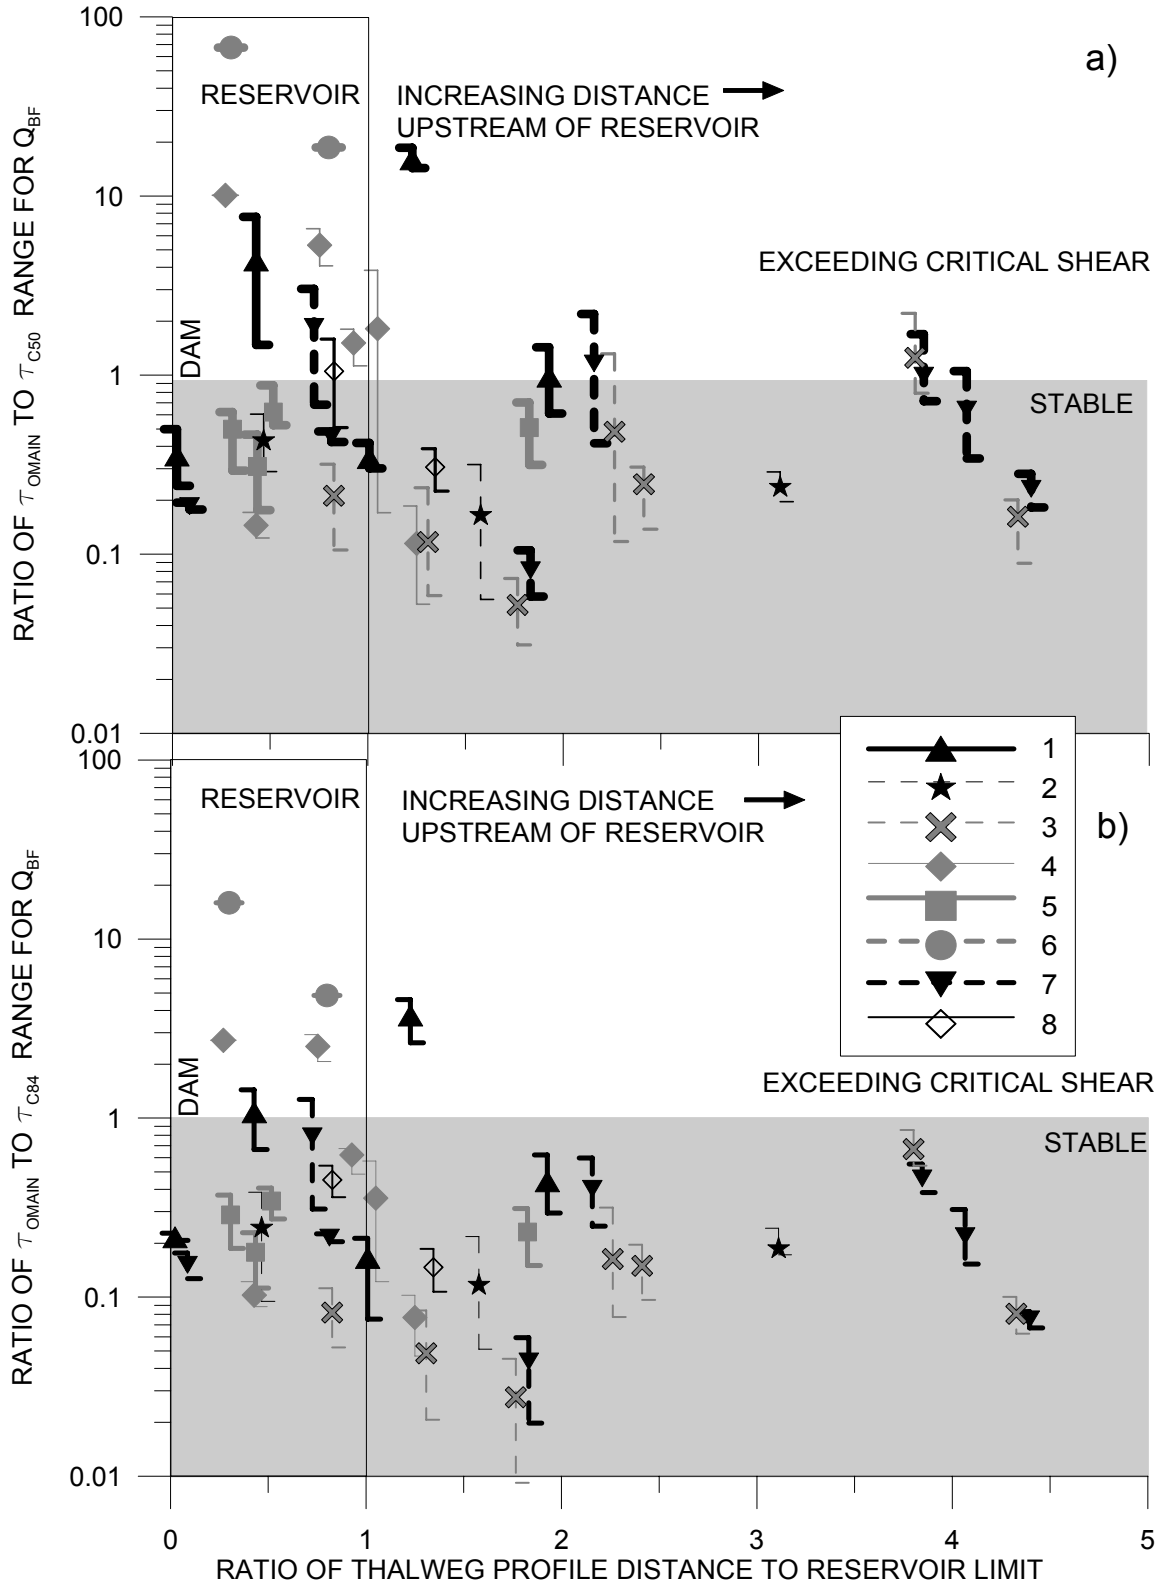 100
a)
RESERVOIR
INCREASING DISTANCE
UPSTREAM OF RESERVOIR
10
EXCEEDING CRITICAL SHEAR
DAM
1
STABLE
0.1
0.01
RATIO OF τOMAIN TO τC50 RANGE FOR QBF
100
RESERVOIR
INCREASING DISTANCE
UPSTREAM OF RESERVOIR
b)
1
2
3
4
5
6
7
8
10
DAM
EXCEEDING CRITICAL SHEAR
1
STABLE
0.1
0.01
RATIO OF τOMAIN TO τC84 RANGE FOR QBF
0 1 2 3 4 5
RATIO OF THALWEG PROFILE DISTANCE TO RESERVOIR LIMIT